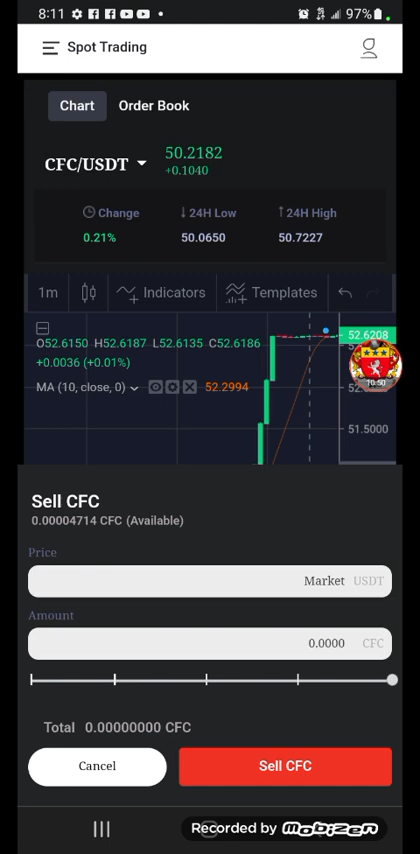 8:11
97%
Spot Trading
Chart Order Book
CFC/USDT
50.2182
+0.1040
Change 24H Low 24H High
0.21% 50.0650 50.7227
1m Indicators Templates
O52.6150 H52.6187 L52.6135 C52.6186
52.6208
+0.0036 (+0.01%)
MA (10, close, 0) 52.2994
10:50
51.5000
Sell CFC
0.00004714 CFC (Available)
Price
Market USDT
Amount
0.0000 CFC
Total 0.00000000 CFC
Cancel Sell CFC
Recorded by mobizen